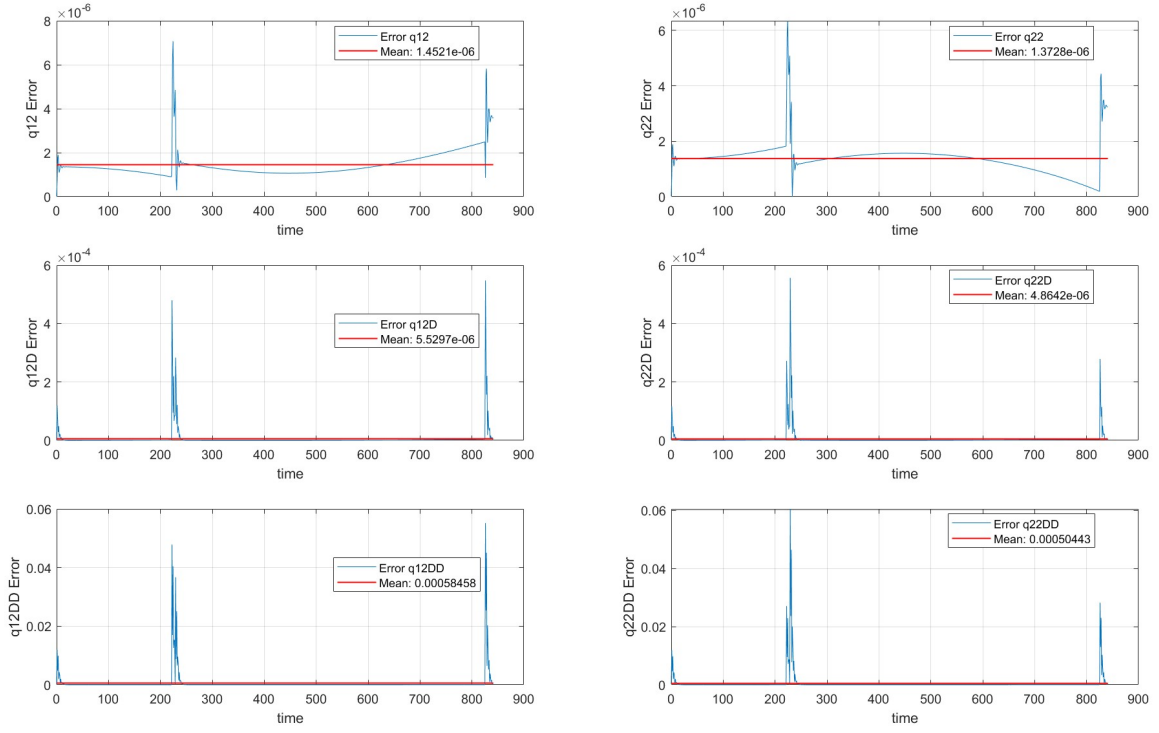 ×10-6
8
6
4
2
0
q12 Error
Error q12
Mean: 1.4521e-06
0 100 200 300 400 500 600 700 800 900
time
×10-6
6
4
2
0
q22 Error
Error q22
Mean: 1.3728e-06
0 100 200 300 400 500 600 700 800 900
time
×10-4
6
4
2
0
q12D Error
Error q12D
Mean: 5.5297e-06
0 100 200 300 400 500 600 700 800 900
time
×10-4
6
4
2
0
q22D Error
Error q22D
Mean: 4.8642e-06
0 100 200 300 400 500 600 700 800 900
time
0.06
0.04
0.02
0
q12DD Error
Error q12DD
Mean: 0.00058458
0 100 200 300 400 500 600 700 800 900
time
0.06
0.04
0.02
0
q22DD Error
Error q22DD
Mean: 0.00050443
0 100 200 300 400 500 600 700 800 900
time